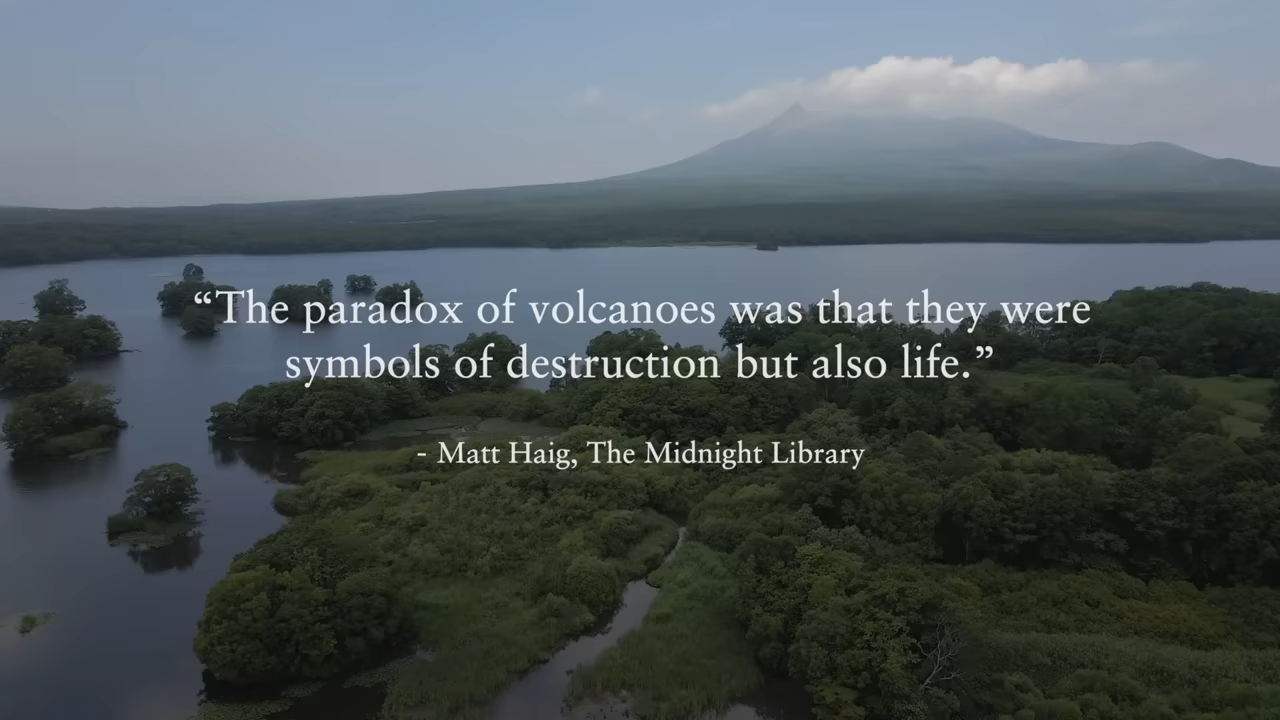 “The paradox of volcanoes was that they were
symbols of destruction but also life.”
- Matt Haig, The Midnight Library